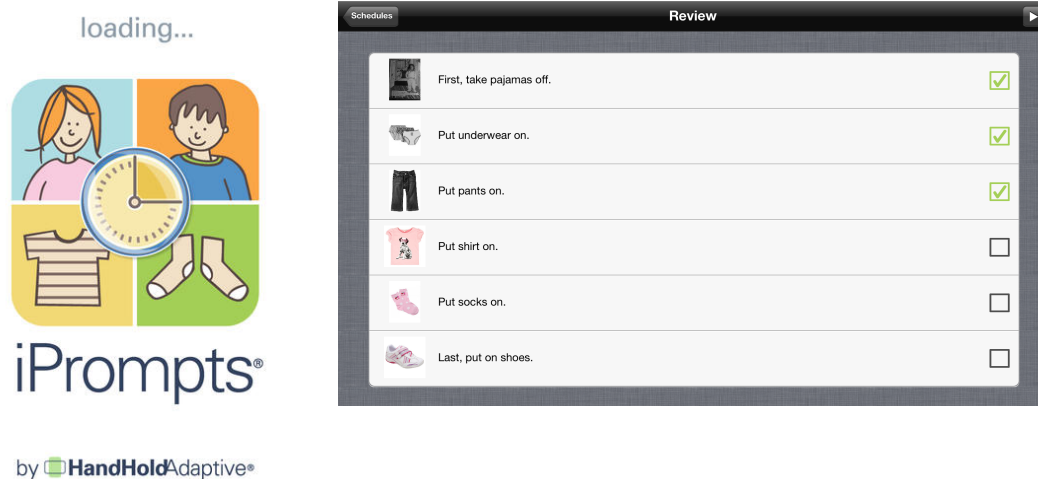 loading...
iPrompts®
by HandHoldAdaptive®
Schedules
Review
First, take pajamas off.
Put underwear on.
Put pants on.
Put shirt on.
Put socks on.
Last, put on shoes.